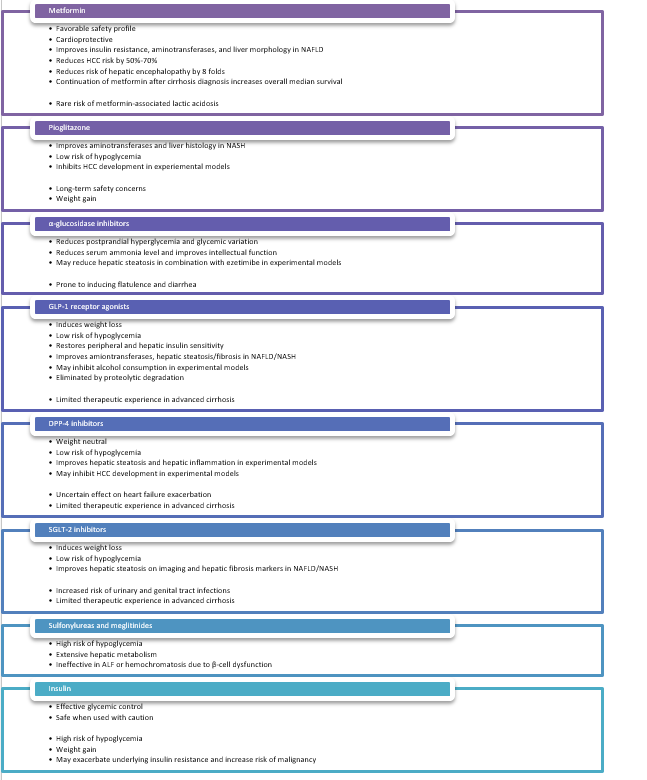 Metformin
• Favorable safety profile
• Cardioprotective
• Improves insulin resistance, aminotransferases, and liver morphology in NAFLD
• Reduces HCC risk by 50%-70%
• Reduces risk of hepatic encephalopathy by 8 folds
• Continuation of metformin after cirrhosis diagnosis increases overall median survival
• Rare risk of metformin-associated lactic acidosis
Pioglitazone
• Improves aminotransferases and liver histology in NASH
• Low risk of hypoglycemia
• Inhibits HCC development in experiemental models
• Long-term safety concerns
• Weight gain
α-glucosidase inhibitors
• Reduces postprandial hyperglycemia and glycemic variation
• Reduces serum ammonia level and improves intellectual function
• May reduce hepatic steatosis in combination with ezetimibe in experimental models
• Prone to inducing flatulence and diarrhea
GLP-1 receptor agonists
• Induces weight loss
• Low risk of hypoglycemia
• Restores peripheral and hepatic insulin sensitivity
• Improves amiontransferases, hepatic steatosis/fibrosis in NAFLD/NASH
• May inhibit alcohol consumption in experimental models
• Eliminated by proteolytic degradation
• Limited therapeutic experience in advanced cirrhosis
DPP-4 inhibitors
• Weight neutral
• Low risk of hypoglycemia
• Improves hepatic steatosis and hepatic inflammation in experimental models
• May inhibit HCC development in experimental models
• Uncertain effect on heart failure exacerbation
• Limited therapeutic experience in advanced cirrhosis
SGLT-2 inhibitors
• Induces weight loss
• Low risk of hypoglycemia
• Improves hepatic steatosis on imaging and hepatic fibrosis markers in NAFLD/NASH
• Increased risk of urinary and genital tract infections
• Limited therapeutic experience in advanced cirrhosis
Sulfonylureas and meglitinides
• High risk of hypoglycemia
• Extensive hepatic metabolism
• Ineffective in ALF or hemochromatosis due to β-cell dysfunction
Insulin
• Effective glycemic control
• Safe when used with caution
• High risk of hypoglycemia
• Weight gain
• May exacerbate underlying insulin resistance and increase risk of malignancy